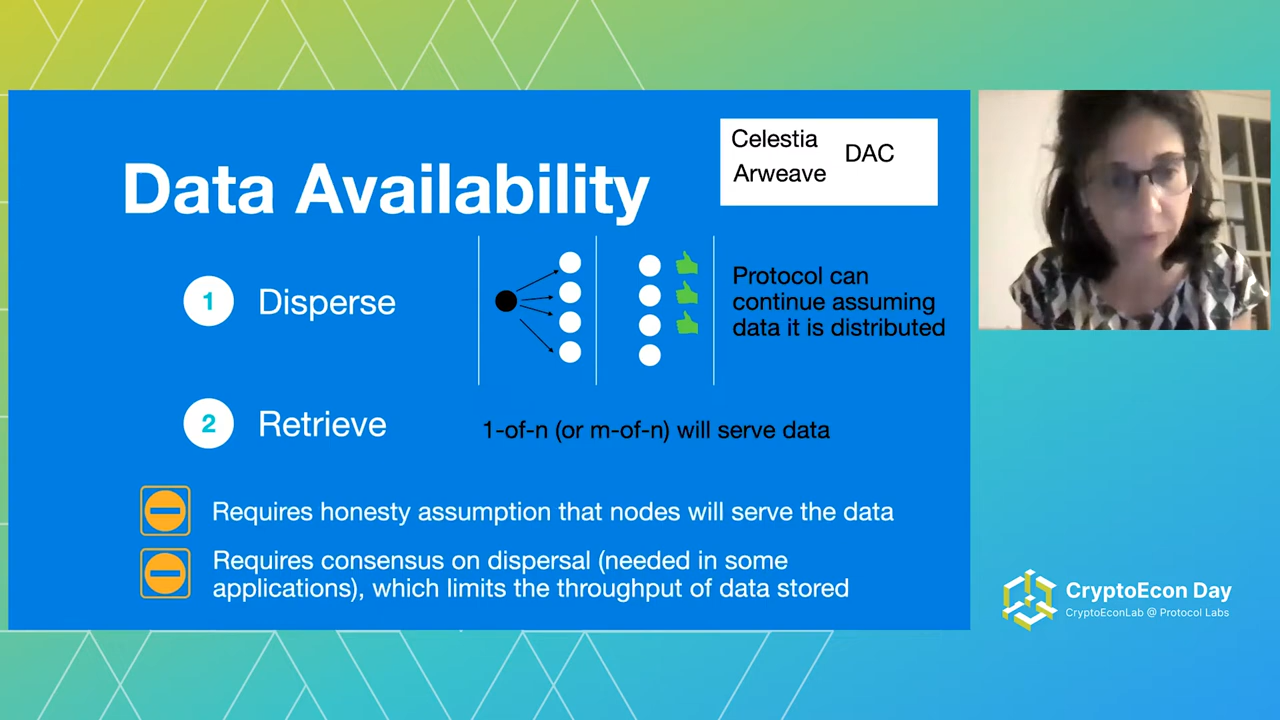 Celestia
DAC
Arweave
Data Availability
1
Disperse
Protocol can
continue assuming
data it is distributed
2
Retrieve
1-of-n (or m-of-n) will serve data
Requires honesty assumption that nodes will serve the data
Requires consensus on dispersal (needed in some
applications), which limits the throughput of data stored
CryptoEcon Day
CryptoEconLab @ Protocol Labs